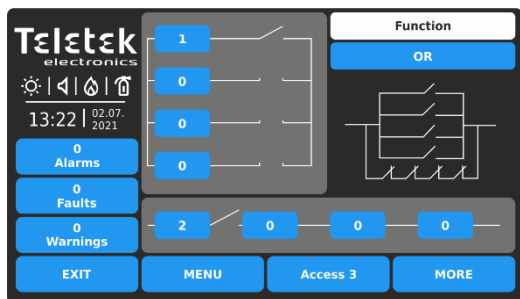 Tεletεk
electronics
13:22
02.07.
2021
0
Alarms
0
Faults
0
Warnings
EXIT
1
0
0
0
2
0
0
0
Function
OR
MENU
Access 3
MORE